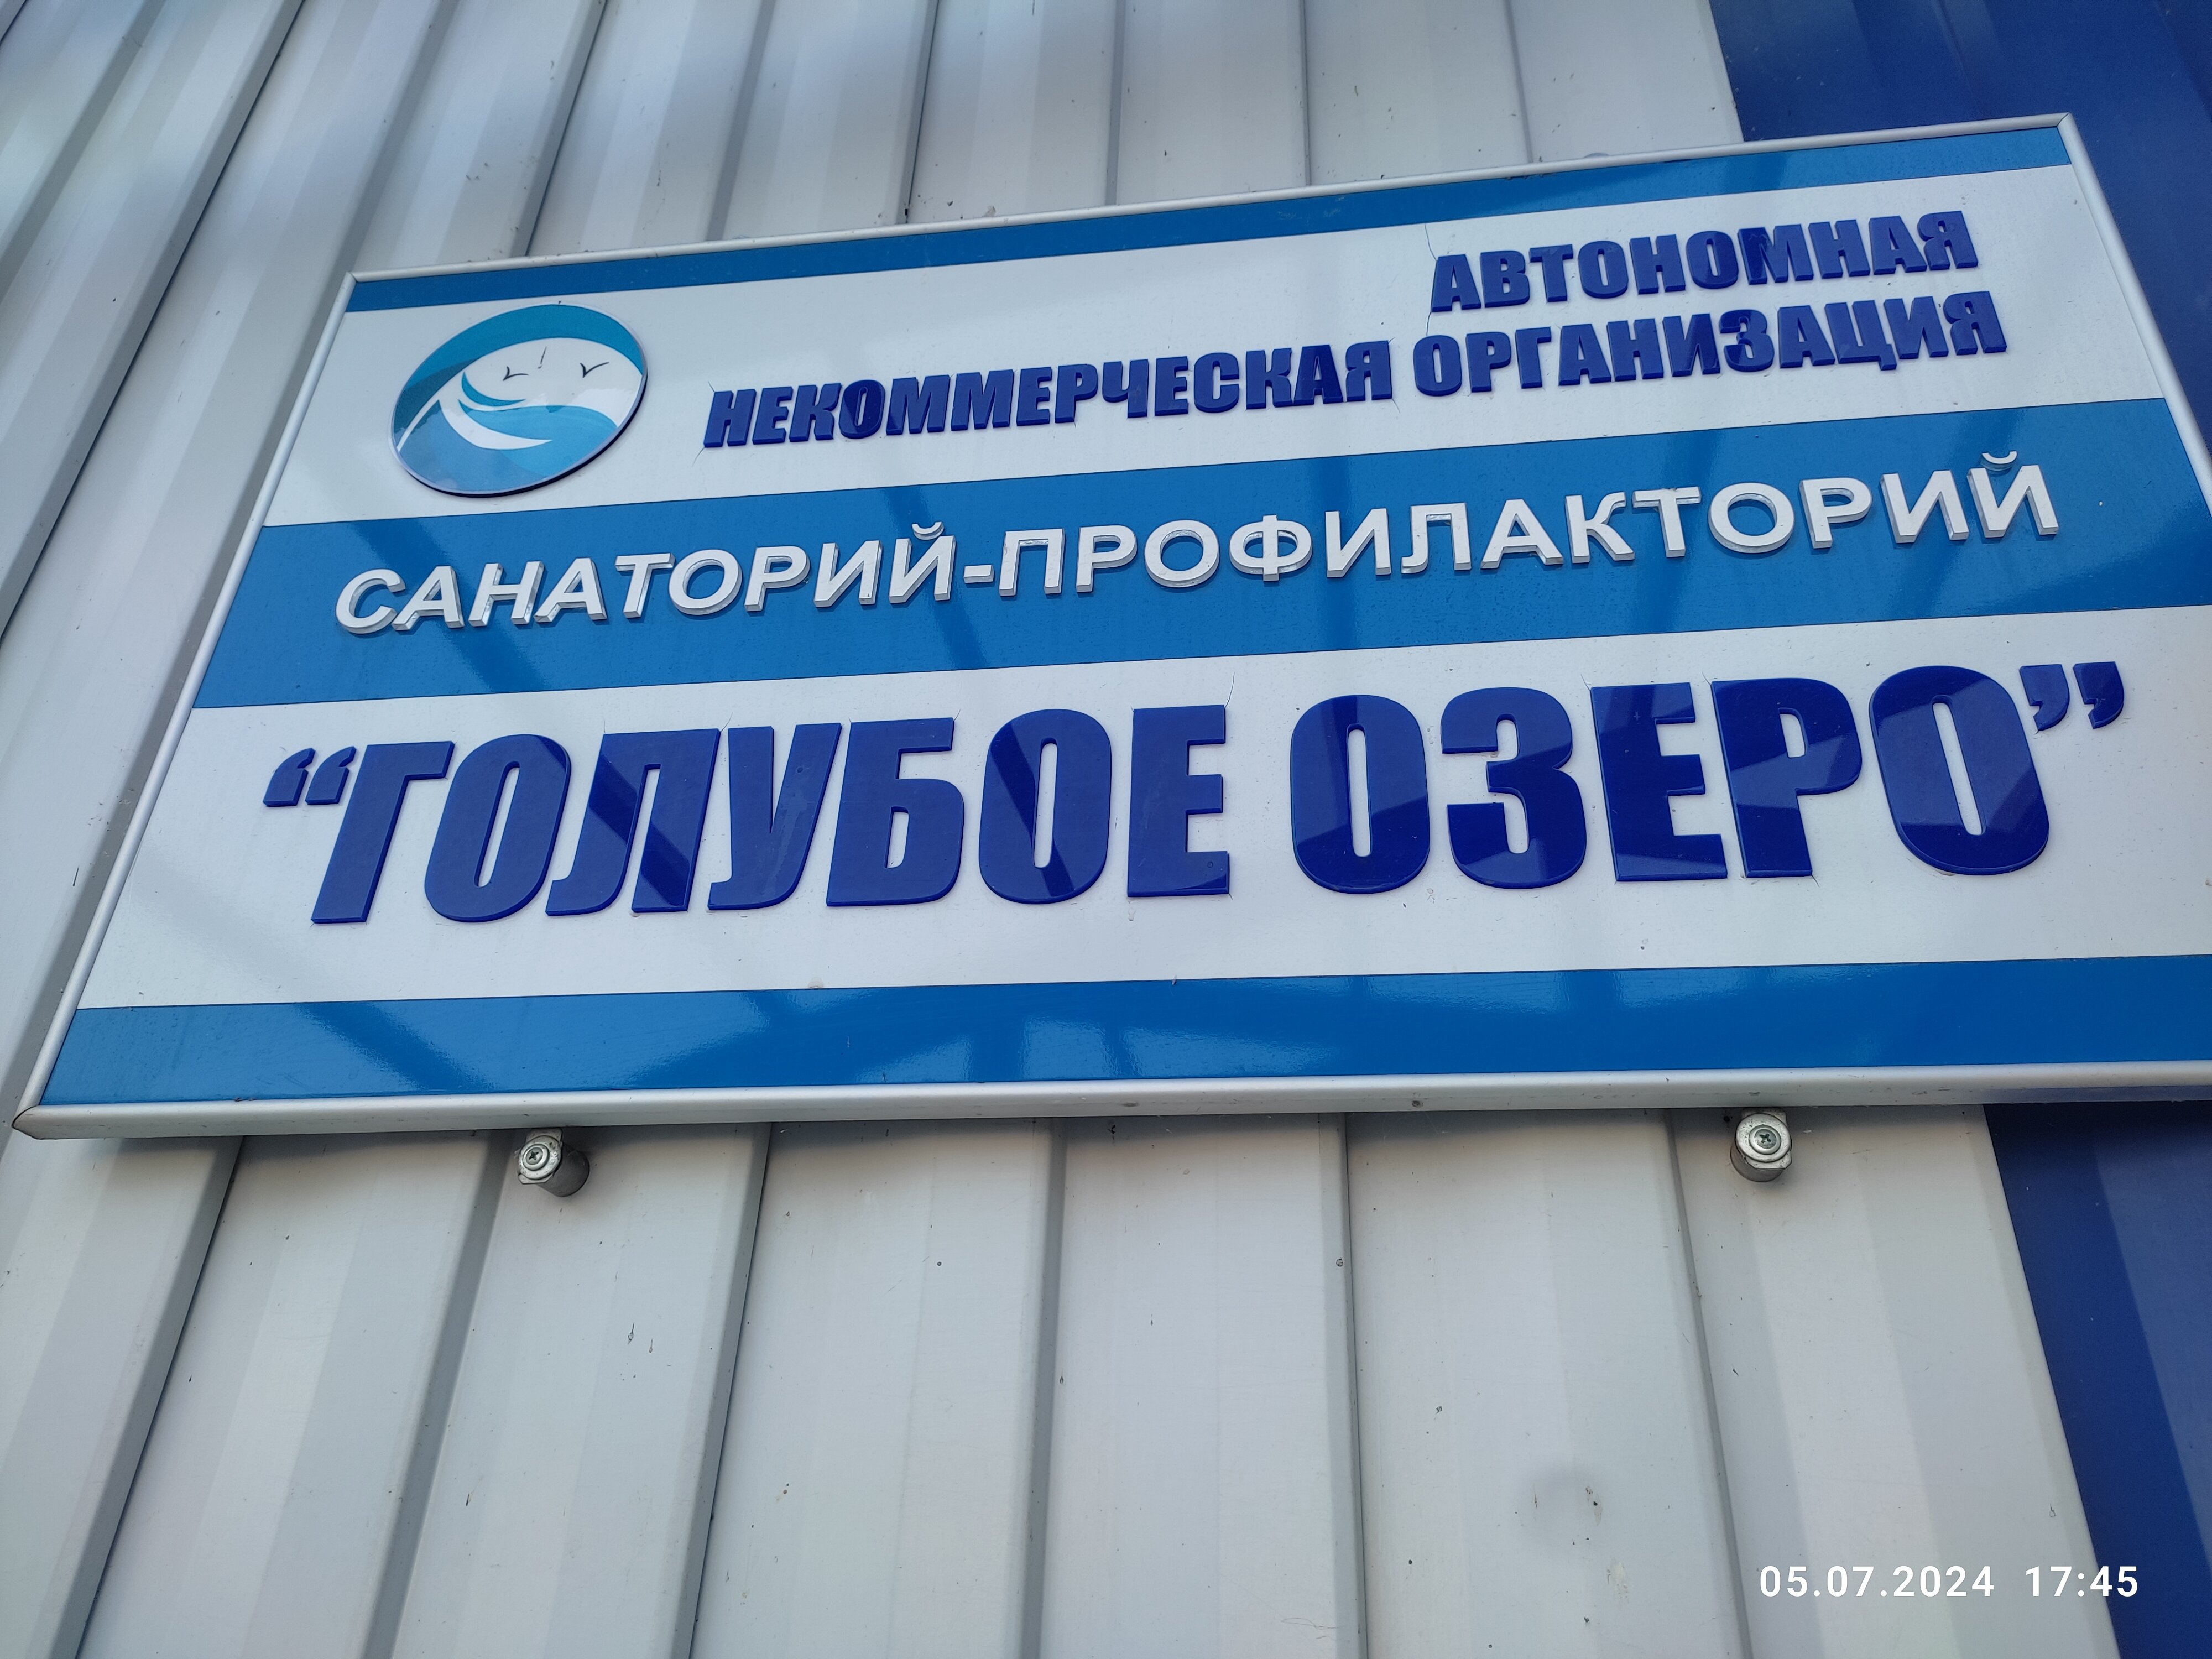 АВТОНОМНАЯ
НЕКОММЕРЧЕСКАЯ ОРГАНИЗАЦИЯ
САНАТОРИЙ-ПРОФИЛАКТОРИЙ
“ГОЛУБОЕ ОЗЕРО”
05.07.2024 17:45